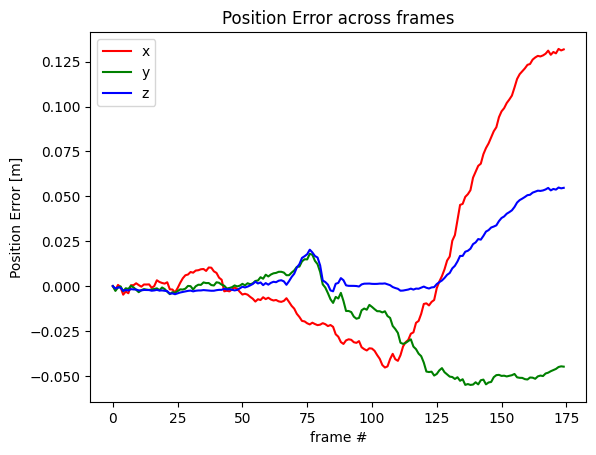 Position Error across frames
x
y
z
Position Error [m]
0.125
0.100
0.075
0.050
0.025
0.000
−0.025
−0.050
0 25 50 75 100 125 150 175
frame #